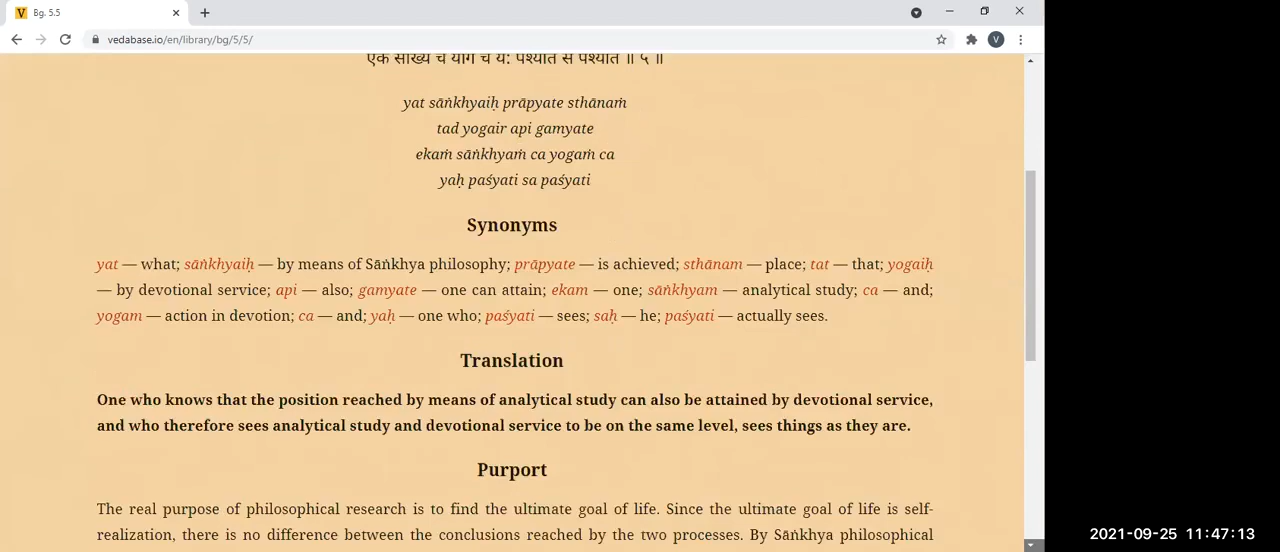 Bg. 5.5
vedabase.io/en/library/bg/5/5/
V
एकं सांख्यं च योगं च य: पश्यति स पश्यति ॥ ५ ॥
yat sāṅkhyaiḥ prāpyate sthānaṁ
tad yogair api gamyate
ekaṁ sāṅkhyaṁ ca yogaṁ ca
yaḥ paśyati sa paśyati
Synonyms
yat — what; sāṅkhyaiḥ — by means of Sāṅkhya philosophy; prāpyate — is achieved; sthānam — place; tat — that; yogaiḥ
— by devotional service; api — also; gamyate — one can attain; ekam — one; sāṅkhyam — analytical study; ca — and;
yogam — action in devotion; ca — and; yaḥ — one who; paśyati — sees; saḥ — he; paśyati — actually sees.
Translation
One who knows that the position reached by means of analytical study can also be attained by devotional service,
and who therefore sees analytical study and devotional service to be on the same level, sees things as they are.
Purport
The real purpose of philosophical research is to find the ultimate goal of life. Since the ultimate goal of life is self-
realization, there is no difference between the conclusions reached by the two processes. By Sāṅkhya philosophical
2021-09-25 11:47:13